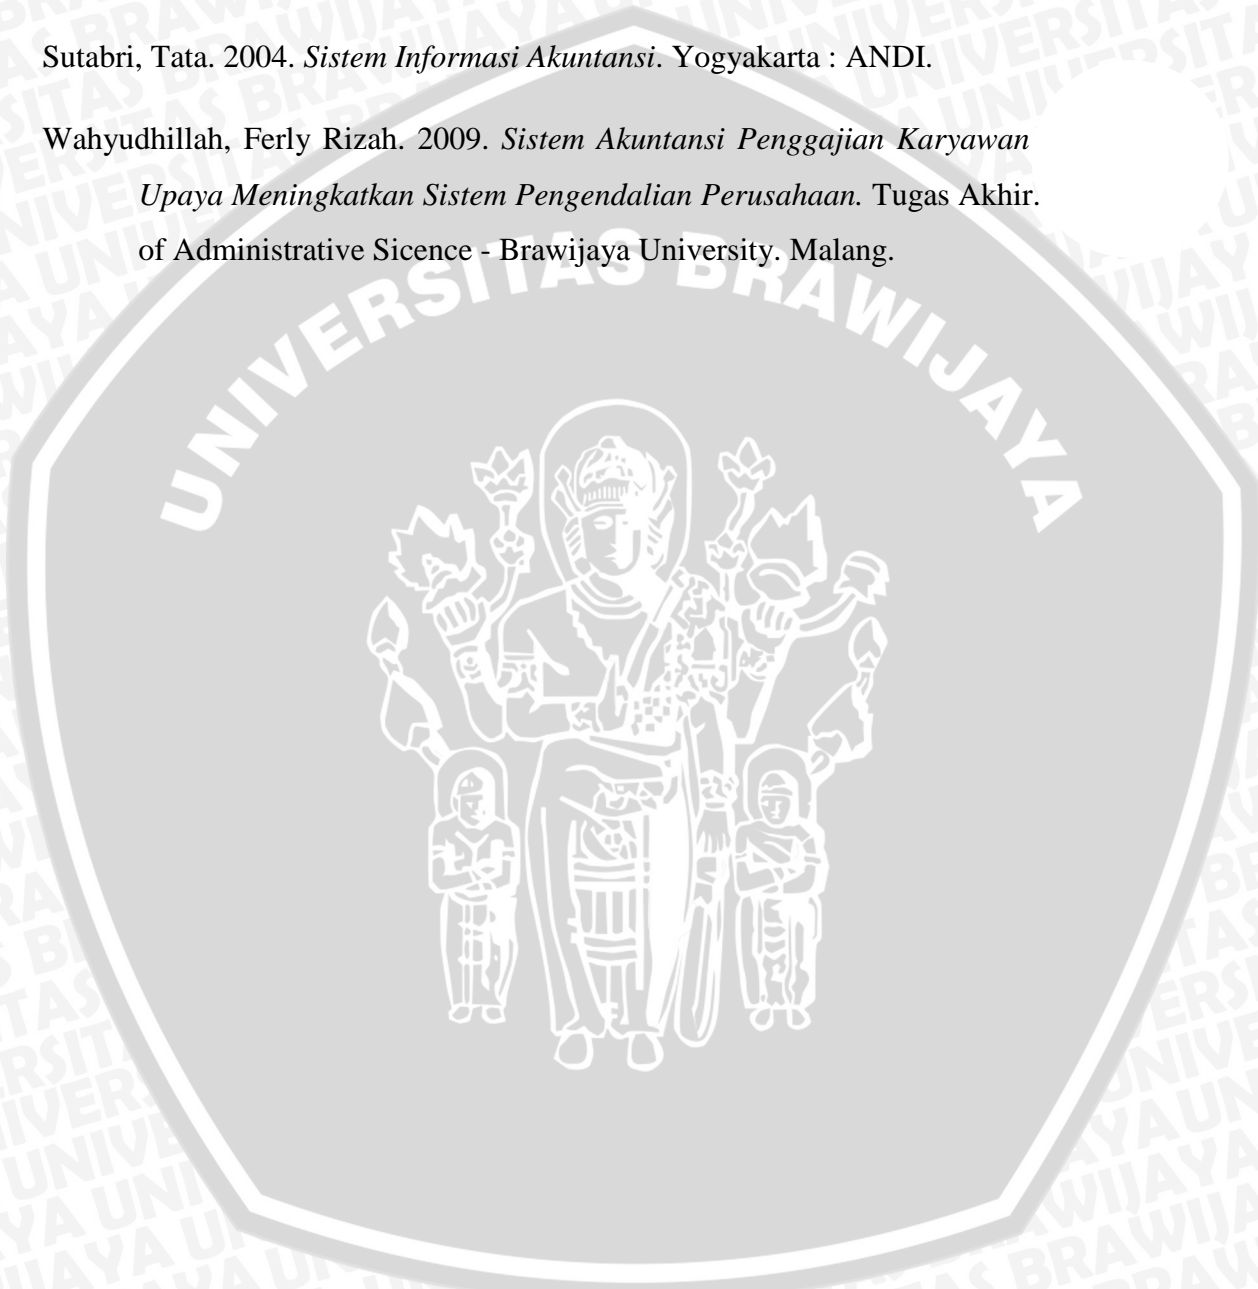 Sutabri, Tata. 2004. Sistem Informasi Akuntansi. Yogyakarta : ANDI.
Wahyudhillah, Ferly Rizah. 2009. Sistem Akuntansi Penggajian Karyawan
Upaya Meningkatkan Sistem Pengendalian Perusahaan. Tugas Akhir.
of Administrative Sicence - Brawijaya University. Malang.
UNIVERSITAS BRAWIJAYA